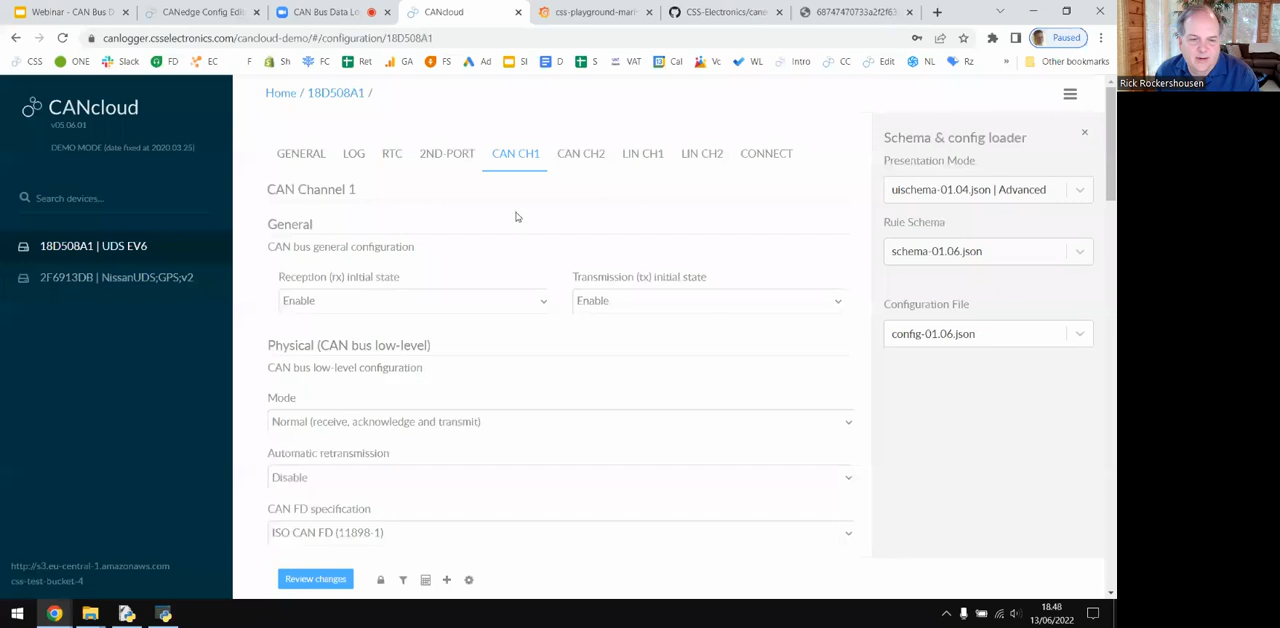 Webinar - CAN Bus D
CANedge Config Edi
CAN Bus Data Lo
CANcloud
css-playground-mari
CSS-Electronics/cane
68747470733a2f2f63
canlogger.csselectronics.com/cancloud-demo/#/configuration/18D508A1
Paused
CSS
ONE
Slack
FD
EC
F
Sh
FC
Ret
GA
FS
Ad
SI
D
S
VAT
Cal
Vc
WL
Intro
CC
Edit
NL
Rz
»
Other bookmarks
Rick Rockershousen
CANcloud
v05.06.01
DEMO MODE (date fixed at 2020.03.25)
Search devices...
18D508A1 | UDS EV6
2F6913DB | NissanUDS;GPS;v2
http://s3.eu-central-1.amazonaws.com
css-test-bucket-4
Home / 18D508A1 /
GENERAL LOG RTC 2ND-PORT CAN CH1 CAN CH2 LIN CH1 LIN CH2 CONNECT
CAN Channel 1
General
CAN bus general configuration
Reception (rx) initial state
Transmission (tx) initial state
Enable
Enable
Physical (CAN bus low-level)
CAN bus low-level configuration
Mode
Normal (receive, acknowledge and transmit)
Automatic retransmission
Disable
CAN FD specification
ISO CAN FD (11898-1)
Review changes
Schema & config loader
Presentation Mode
uischema-01.04.json | Advanced
Rule Schema
schema-01.06.json
Configuration File
config-01.06.json
18.48
13/06/2022